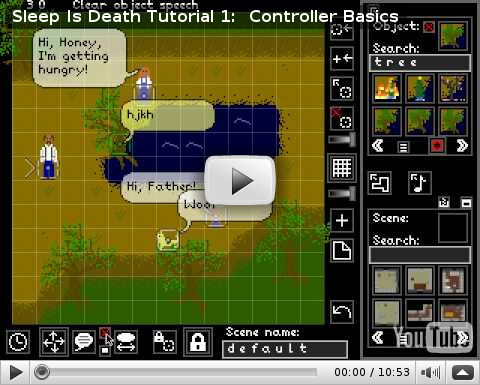 Sleep Is Death Tutorial 1: Controller Basics
30 Clear object speech
Object:
Search:
tree
Hi, Honey,
I'm getting
hungry!
hjkh
Hi, Father!
Woof
Scene:
Search:
Scene name:
default
YouTube
00:00 / 10:53